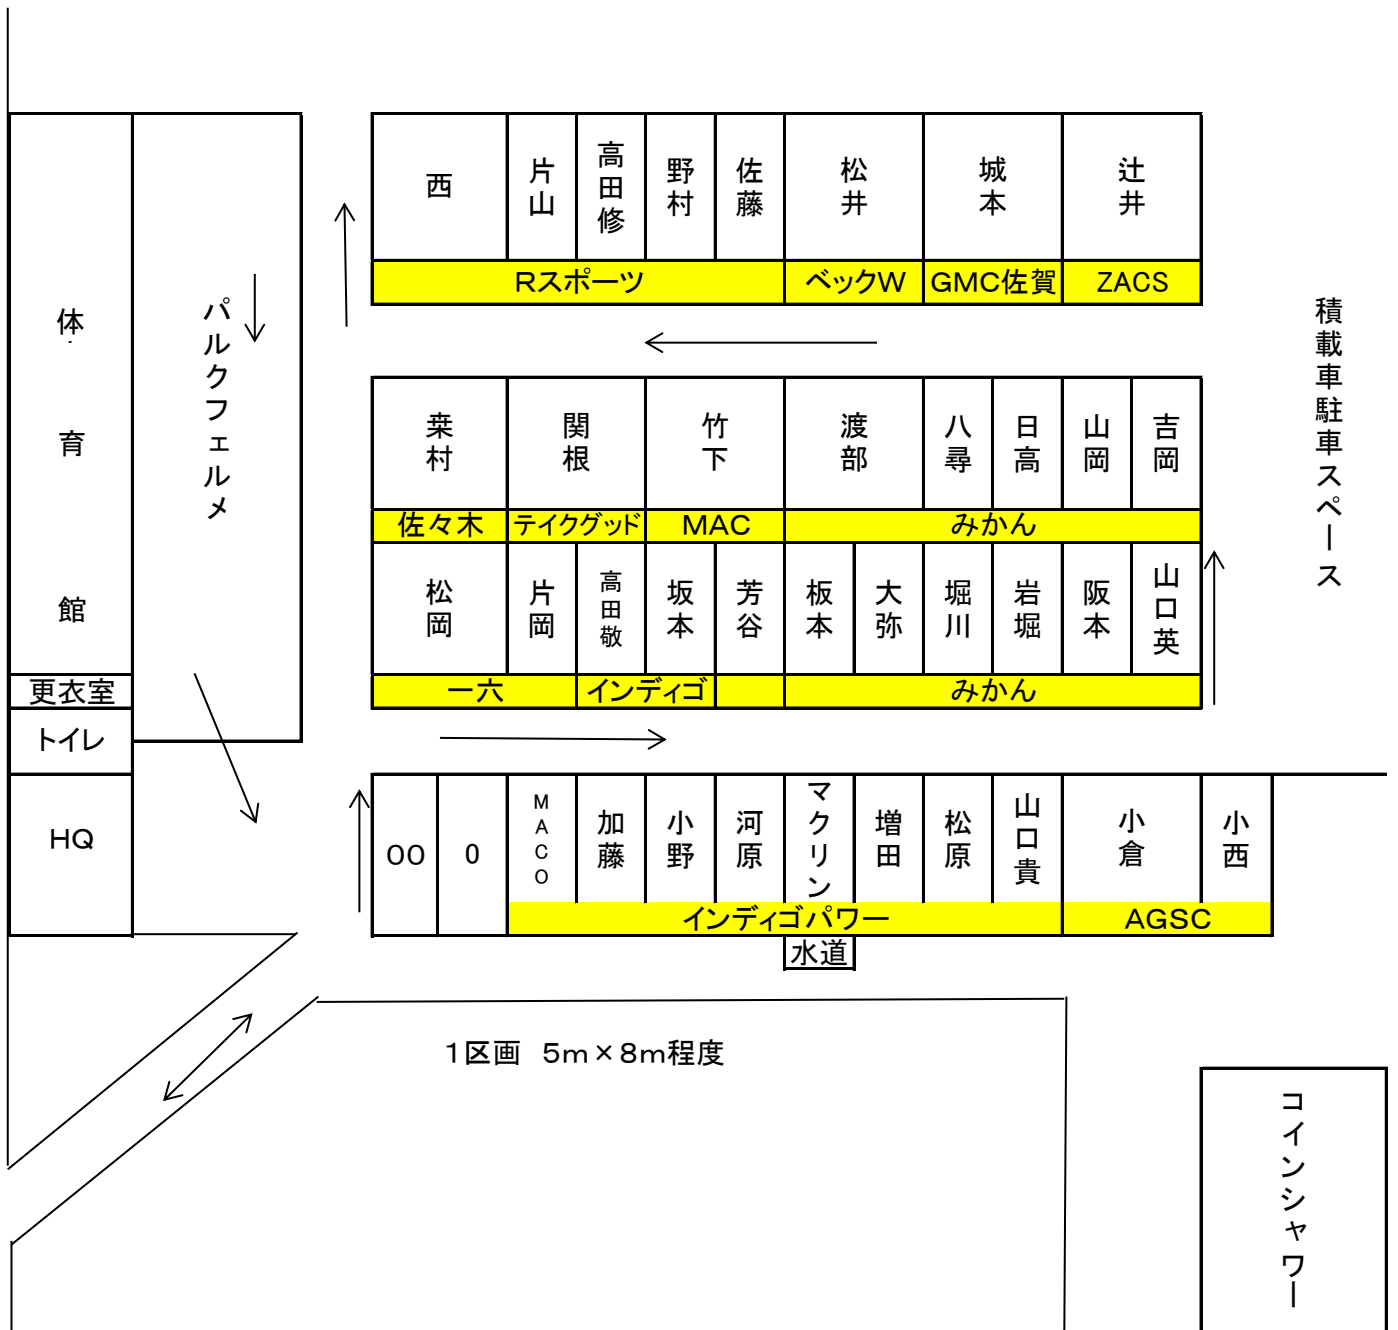 西
片山
高田修
野村
佐藤
松井
城本
辻井
Rスポーツ
ベックW
GMC佐賀
ZACS
体育館
パルクフェルメ
積載車駐車スペース
桒村
関根
竹下
渡部
八尋
日高
山岡
吉岡
佐々木
テイクグッド
MAC
みかん
松岡
片岡
高田敬
坂本
芳谷
板本
大弥
堀川
岩堀
阪本
山口英
一六
インディゴ
みかん
更衣室
トイレ
HQ
00
0
MACO
加藤
小野
河原
マクリン
増田
松原
山口貴
小倉
小西
インディゴパワー
AGSC
水道
1区画 5m×8m程度
コインシャワー